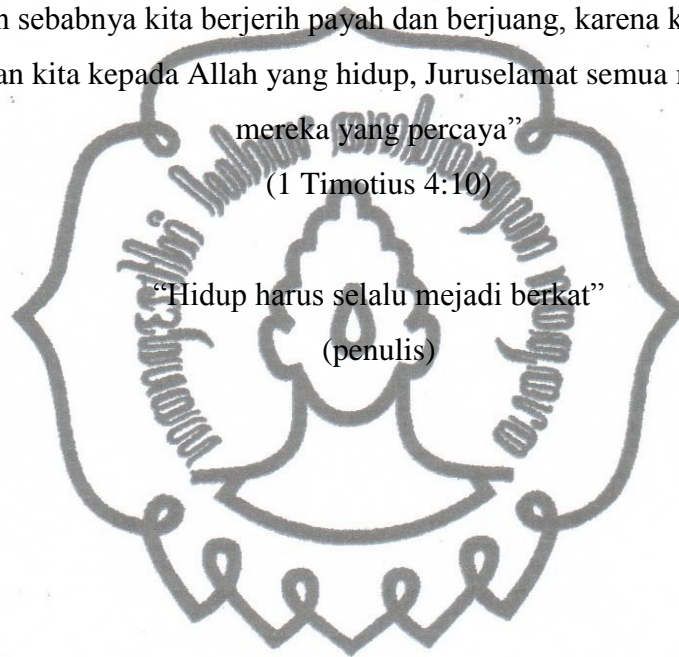 sebabnya kita berjerih payah dan berjuang, karena
kita kepada Allah yang hidup, Juruselamat semua
mereka yang percaya”
(1 Timotius 4:10)
“Hidup harus selalu mejadi berkat”
(penulis)